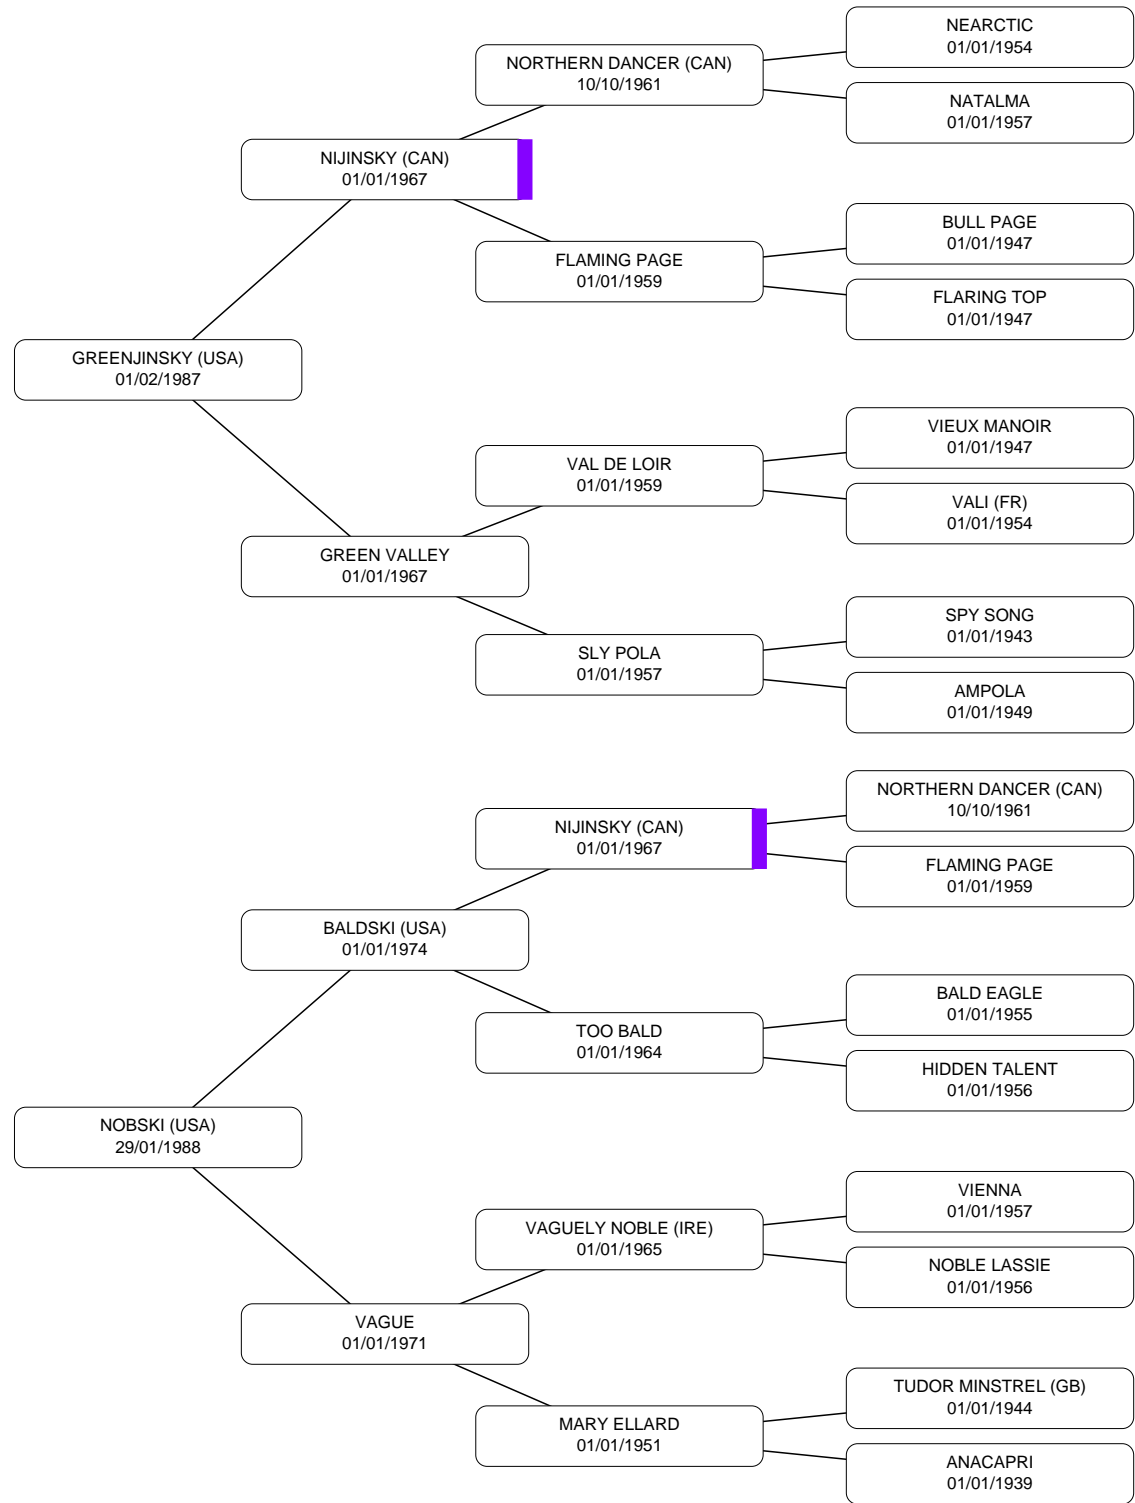 NEARCTIC
01/01/1954
NORTHERN DANCER (CAN)
10/10/1961
NATALMA
01/01/1957
NIJINSKY (CAN)
01/01/1967
BULL PAGE
01/01/1947
FLAMING PAGE
01/01/1959
FLARING TOP
01/01/1947
GREENJINSKY (USA)
01/02/1987
VIEUX MANOIR
01/01/1947
VAL DE LOIR
01/01/1959
VALI (FR)
01/01/1954
GREEN VALLEY
01/01/1967
SPY SONG
01/01/1943
SLY POLA
01/01/1957
AMPOLA
01/01/1949
NORTHERN DANCER (CAN)
10/10/1961
NIJINSKY (CAN)
01/01/1967
FLAMING PAGE
01/01/1959
BALDSKI (USA)
01/01/1974
BALD EAGLE
01/01/1955
TOO BALD
01/01/1964
HIDDEN TALENT
01/01/1956
NOBSKI (USA)
29/01/1988
VIENNA
01/01/1957
VAGUELY NOBLE (IRE)
01/01/1965
NOBLE LASSIE
01/01/1956
VAGUE
01/01/1971
TUDOR MINSTREL (GB)
01/01/1944
MARY ELLARD
01/01/1951
ANACAPRI
01/01/1939